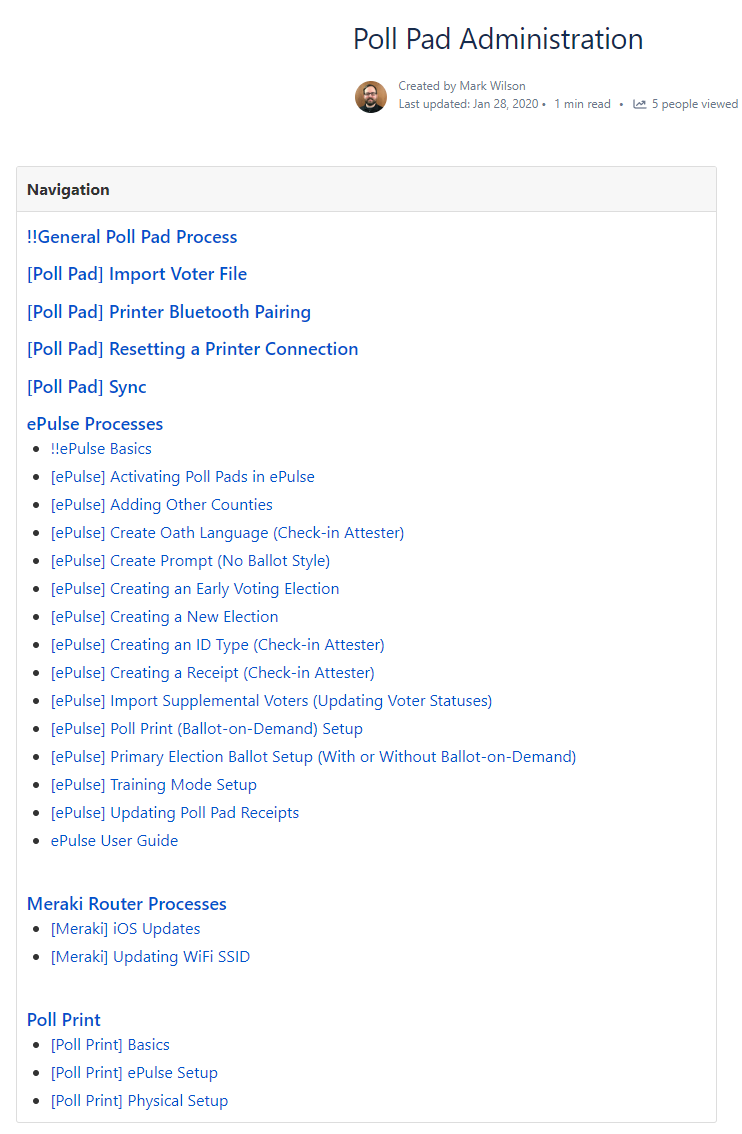 Poll Pad Administration
Created by Mark Wilson
Last updated: Jan 28, 2020 • 1 min read • 5 people viewed
Navigation
!!General Poll Pad Process
[Poll Pad] Import Voter File
[Poll Pad] Printer Bluetooth Pairing
[Poll Pad] Resetting a Printer Connection
[Poll Pad] Sync
ePulse Processes
• !!ePulse Basics
• [ePulse] Activating Poll Pads in ePulse
• [ePulse] Adding Other Counties
• [ePulse] Create Oath Language (Check-in Attester)
• [ePulse] Create Prompt (No Ballot Style)
• [ePulse] Creating an Early Voting Election
• [ePulse] Creating a New Election
• [ePulse] Creating an ID Type (Check-in Attester)
• [ePulse] Creating a Receipt (Check-in Attester)
• [ePulse] Import Supplemental Voters (Updating Voter Statuses)
• [ePulse] Poll Print (Ballot-on-Demand) Setup
• [ePulse] Primary Election Ballot Setup (With or Without Ballot-on-Demand)
• [ePulse] Training Mode Setup
• [ePulse] Updating Poll Pad Receipts
• ePulse User Guide
Meraki Router Processes
• [Meraki] iOS Updates
• [Meraki] Updating WiFi SSID
Poll Print
• [Poll Print] Basics
• [Poll Print] ePulse Setup
• [Poll Print] Physical Setup